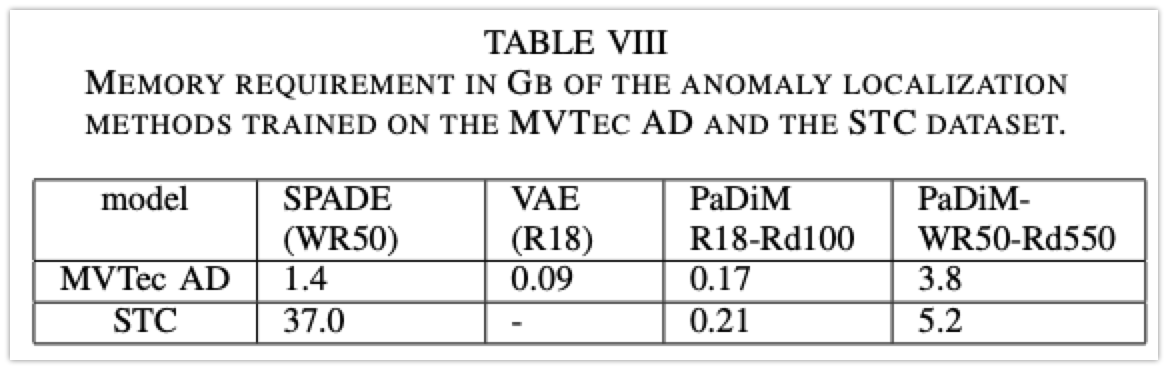 TABLE VIII
MEMORY REQUIREMENT IN GB OF THE ANOMALY LOCALIZATION
METHODS TRAINED ON THE MVTEC AD AND THE STC DATASET.
model SPADE (WR50) VAE (R18) PaDiM R18-Rd100 PaDiM-WR50-Rd550
MVTec AD 1.4 0.09 0.17 3.8
STC 37.0 - 0.21 5.2